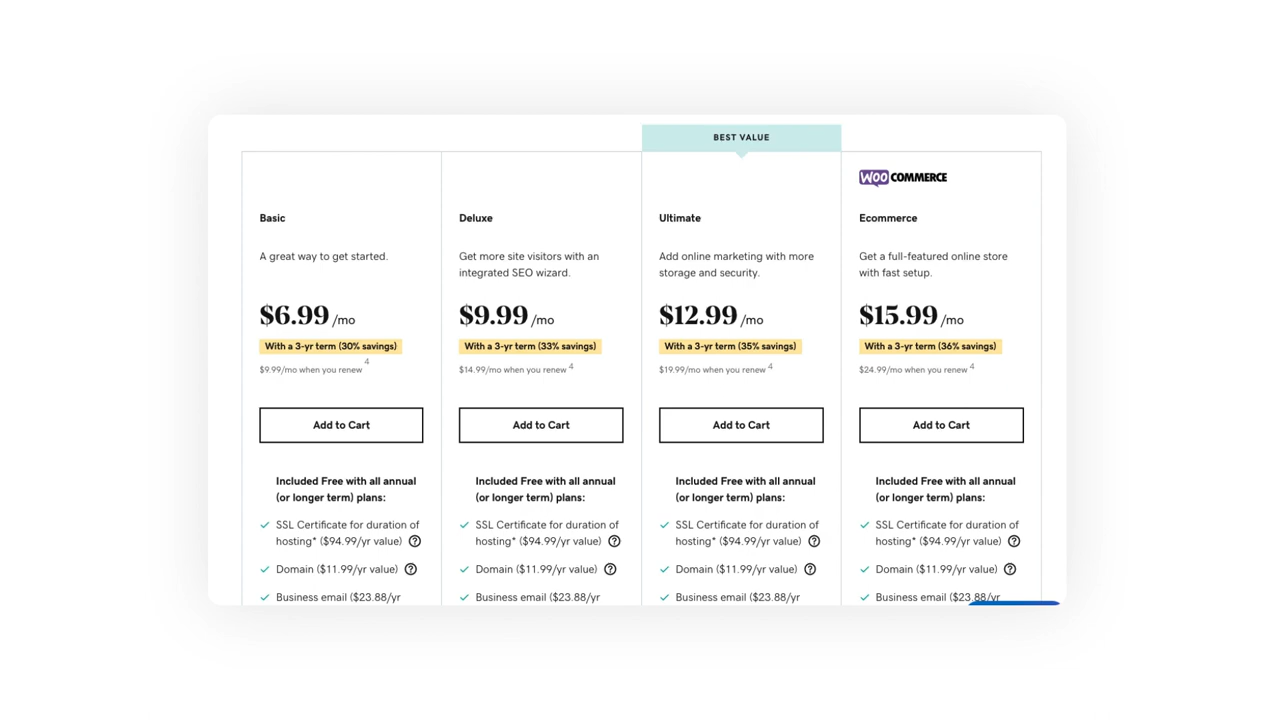 BEST VALUE
Basic
A great way to get started.
$6.99 /mo
With a 3-yr term (30% savings)
$9.99/mo when you renew 4
Add to Cart
Included Free with all annual
(or longer term) plans:
SSL Certificate for duration of
hosting* ($94.99/yr value) ?
Domain ($11.99/yr value) ?
Business email ($23.88/yr
Deluxe
Get more site visitors with an
integrated SEO wizard.
$9.99 /mo
With a 3-yr term (33% savings)
$14.99/mo when you renew 4
Add to Cart
Included Free with all annual
(or longer term) plans:
SSL Certificate for duration of
hosting* ($94.99/yr value) ?
Domain ($11.99/yr value) ?
Business email ($23.88/yr
Ultimate
Add online marketing with more
storage and security.
$12.99 /mo
With a 3-yr term (35% savings)
$19.99/mo when you renew 4
Add to Cart
Included Free with all annual
(or longer term) plans:
SSL Certificate for duration of
hosting* ($94.99/yr value) ?
Domain ($11.99/yr value) ?
Business email ($23.88/yr
WOO COMMERCE
Ecommerce
Get a full-featured online store
with fast setup.
$15.99 /mo
With a 3-yr term (36% savings)
$24.99/mo when you renew 4
Add to Cart
Included Free with all annual
(or longer term) plans:
SSL Certificate for duration of
hosting* ($94.99/yr value) ?
Domain ($11.99/yr value) ?
Business email ($23.88/yr